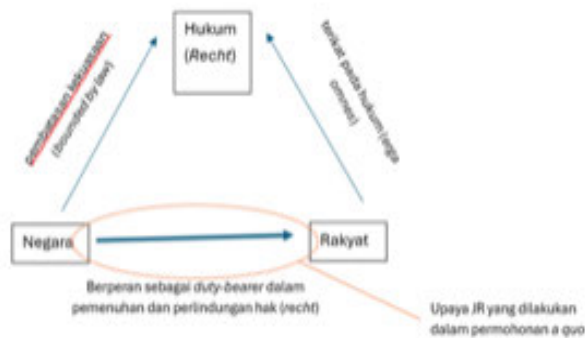 Hukum
(Recht)
pembatasan kekuasaan
(bounded by law)
terikat pada hukum (erga
omnes)
Negara
Rakyat
Berperan sebagai duty-bearer dalam
pemenuhan dan perlindungan hak (recht)
Upaya JR yang dilakukan
dalam permohonan a quo